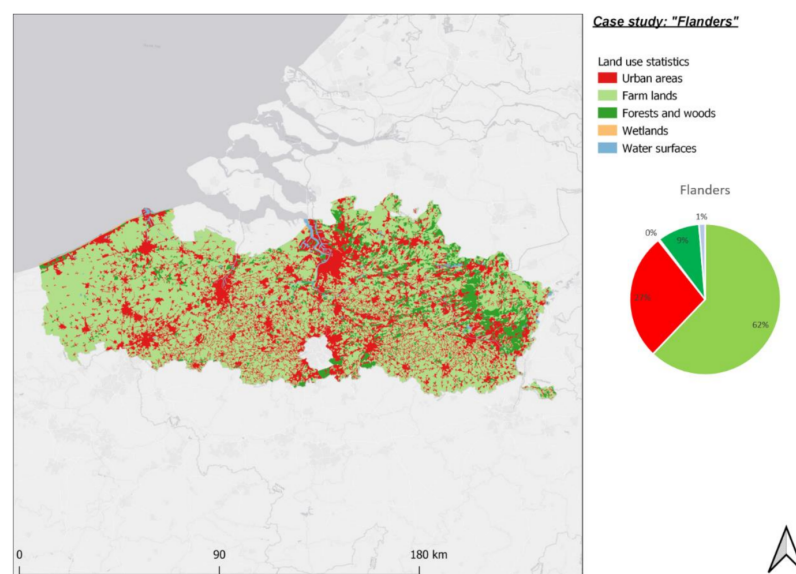 Case study: "Flanders"
Land use statistics
Urban areas
Farm lands
Forests and woods
Wetlands
Water surfaces
Flanders
1%
0%
9%
62%
0
90
180 km